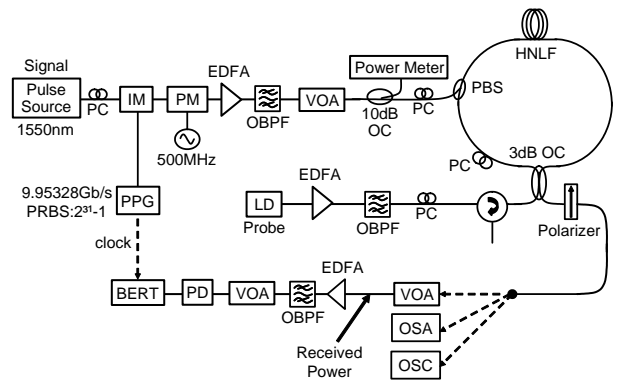 HNLF
Signal
Pulse
Source
1550nm
PC
IM
PM
500MHz
EDFA
OBPF
VOA
Power Meter
10dB
OC
PC
PBS
PC
3dB OC
9.95328Gb/s
PRBS:2³¹-1
PPG
clock
LD
Probe
EDFA
OBPF
PC
Polarizer
BERT
PD
VOA
OBPF
EDFA
Received
Power
VOA
OSA
OSC